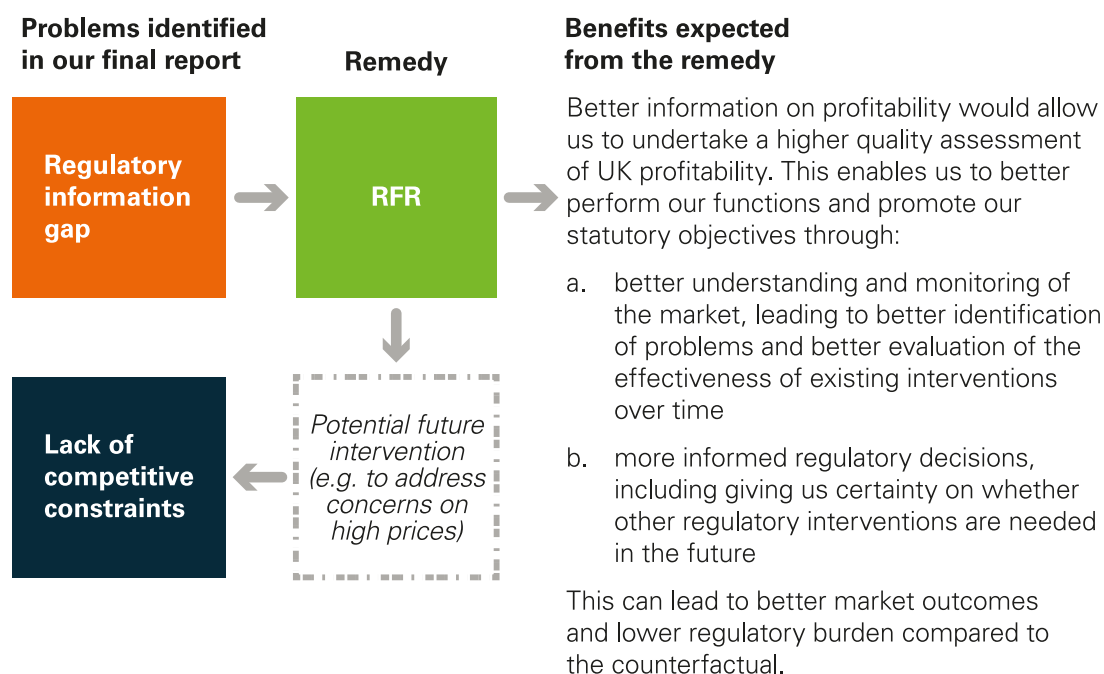 Problems identified
in our final report
Remedy
Benefits expected
from the remedy
Regulatory
information
gap
RFR
Better information on profitability would allow
us to undertake a higher quality assessment
of UK profitability. This enables us to better
perform our functions and promote our
statutory objectives through:
a. better understanding and monitoring of
the market, leading to better identification
of problems and better evaluation of the
effectiveness of existing interventions
over time
b. more informed regulatory decisions,
including giving us certainty on whether
other regulatory interventions are needed
in the future
This can lead to better market outcomes
and lower regulatory burden compared to
the counterfactual.
Lack of
competitive
constraints
Potential future
intervention
(e.g. to address
concerns on
high prices)